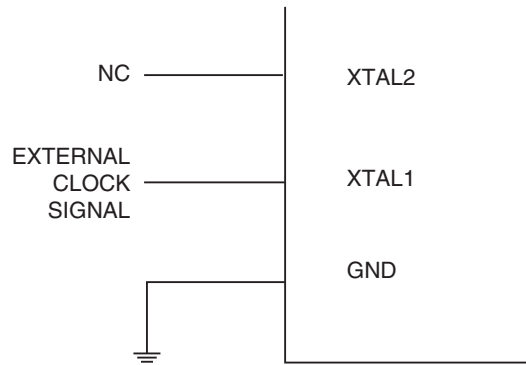 NC
XTAL2
EXTERNAL
CLOCK
SIGNAL
XTAL1
GND